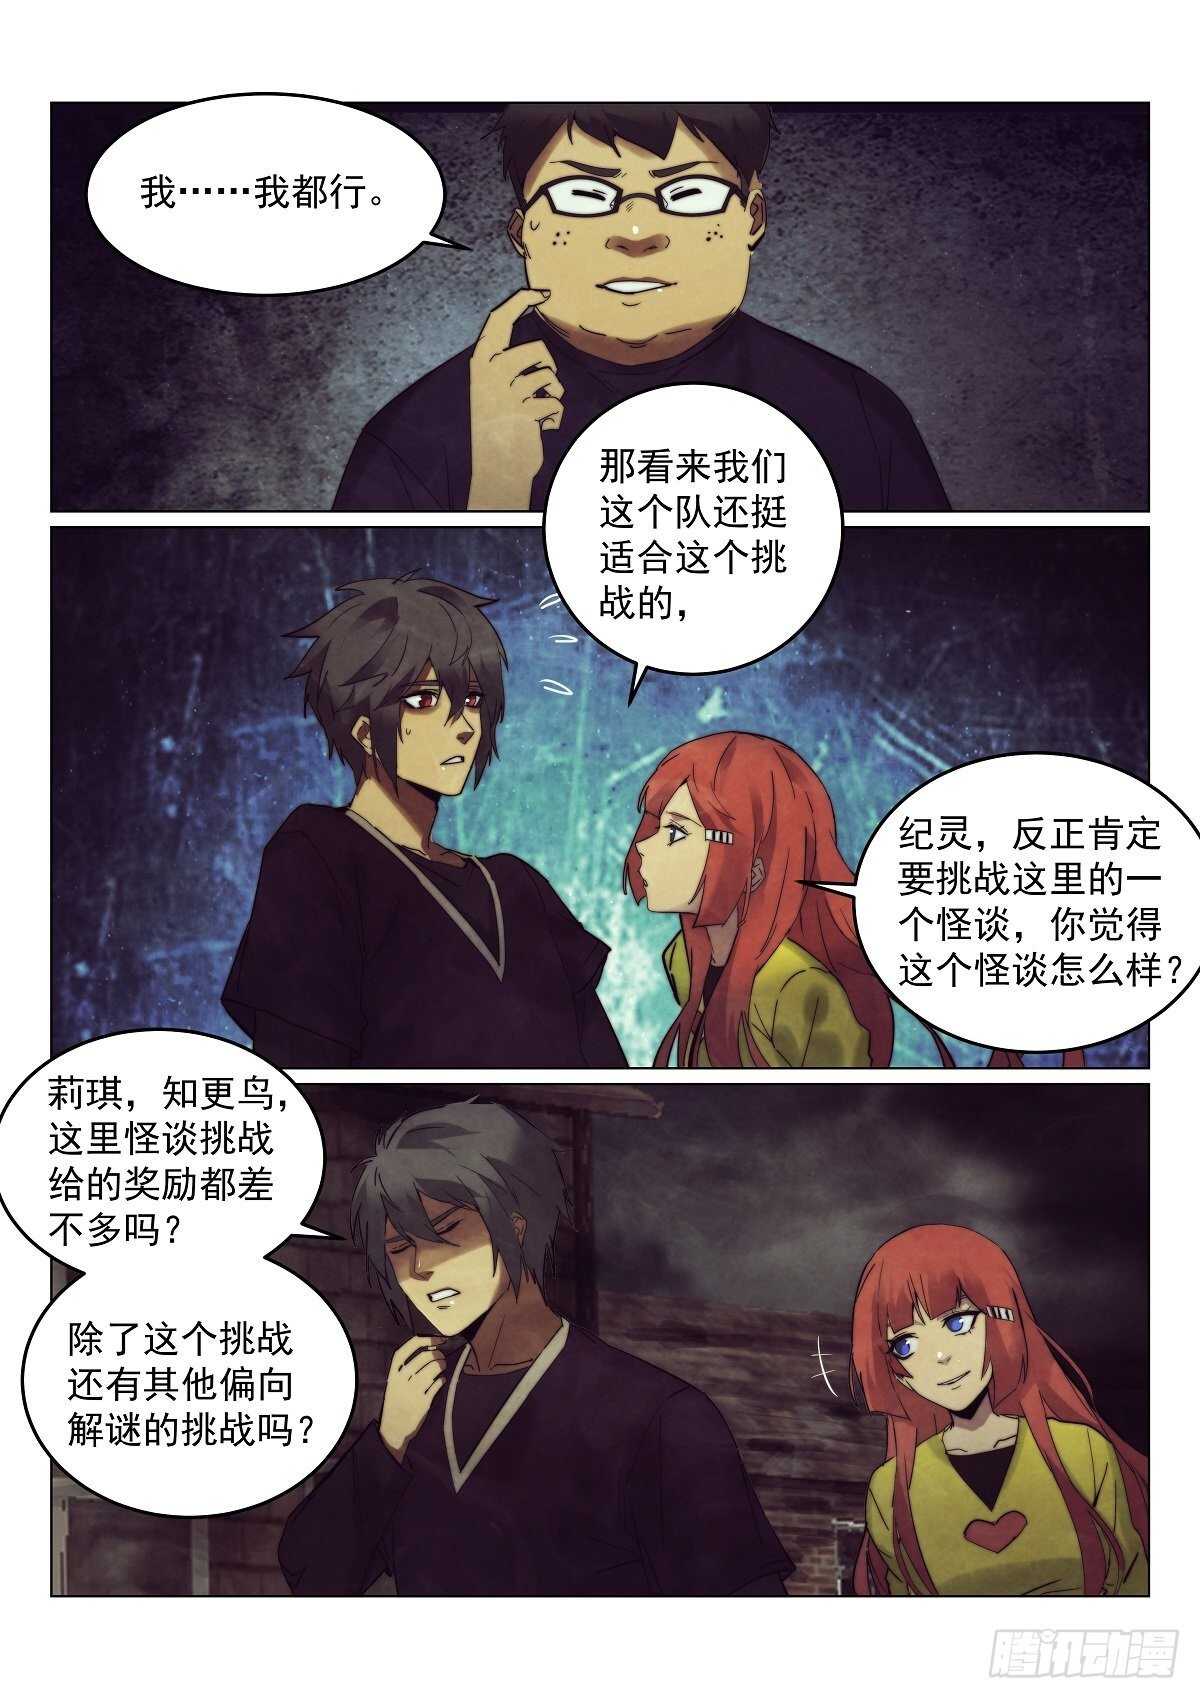 我……我都行。
那看来我们
这个队还挺
适合这个挑
战的，
纪灵，反正肯定
要挑战这里的一
个怪谈，你觉得
这个怪谈怎么样？
莉琪，知更鸟，
这里怪谈挑战
给的奖励都差
不多吗？
除了这个挑战
还有其他偏向
解谜的挑战吗？
腾讯动漫